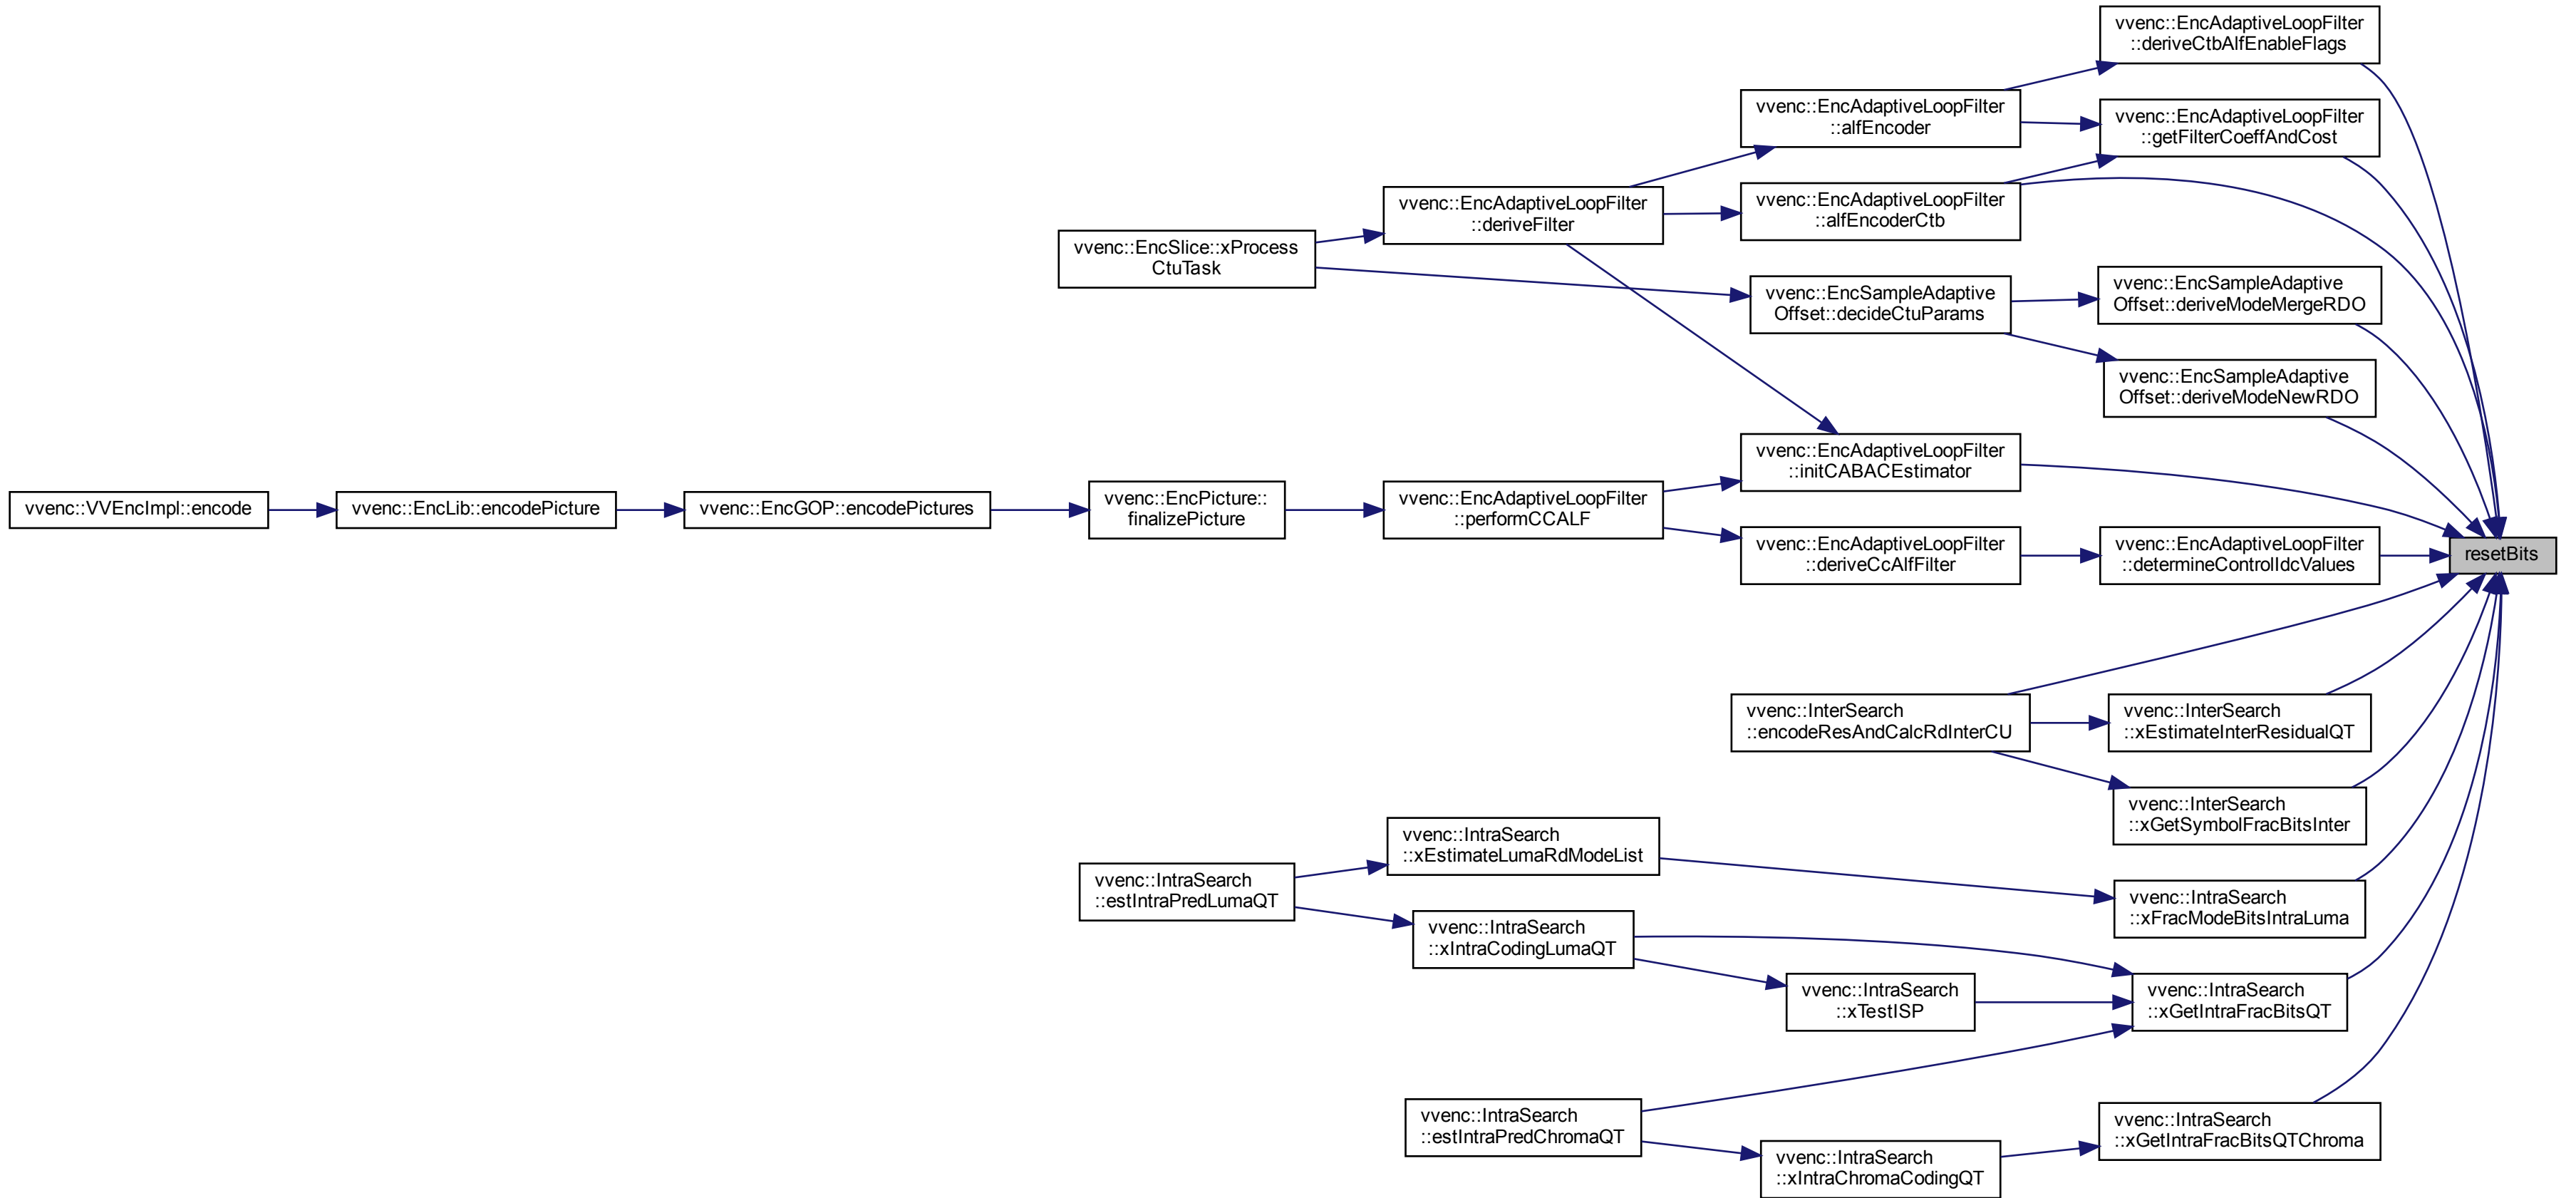 vvenc::EncAdaptiveLoopFilter
::deriveCtbAlfEnableFlags
vvenc::EncAdaptiveLoopFilter
::alfEncoder
vvenc::EncAdaptiveLoopFilter
::getFilterCoeffAndCost
vvenc::EncAdaptiveLoopFilter
::deriveFilter
vvenc::EncAdaptiveLoopFilter
::alfEncoderCtb
vvenc::EncSlice::xProcess
CtuTask
vvenc::EncSampleAdaptive
Offset::decideCtuParams
vvenc::EncSampleAdaptive
Offset::deriveModeMergeRDO
vvenc::EncSampleAdaptive
Offset::deriveModeNewRDO
vvenc::EncAdaptiveLoopFilter
::initCABACEstimator
vvenc::VVEncImpl::encode
vvenc::EncLib::encodePicture
vvenc::EncGOP::encodePictures
vvenc::EncPicture::
finalizePicture
vvenc::EncAdaptiveLoopFilter
::performCCALF
vvenc::EncAdaptiveLoopFilter
::deriveCcAlfFilter
vvenc::EncAdaptiveLoopFilter
::determineControlIdcValues
resetBits
vvenc::InterSearch
::encodeResAndCalcRdInterCU
vvenc::InterSearch
::xEstimateInterResidualQT
vvenc::InterSearch
::xGetSymbolFracBitsInter
vvenc::IntraSearch
::xEstimateLumaRdModeList
vvenc::IntraSearch
::estIntraPredLumaQT
vvenc::IntraSearch
::xFracModeBitsIntraLuma
vvenc::IntraSearch
::xIntraCodingLumaQT
vvenc::IntraSearch
::xTestISP
vvenc::IntraSearch
::xGetIntraFracBitsQT
vvenc::IntraSearch
::estIntraPredChromaQT
vvenc::IntraSearch
::xGetIntraFracBitsQTChroma
vvenc::IntraSearch
::xIntraChromaCodingQT